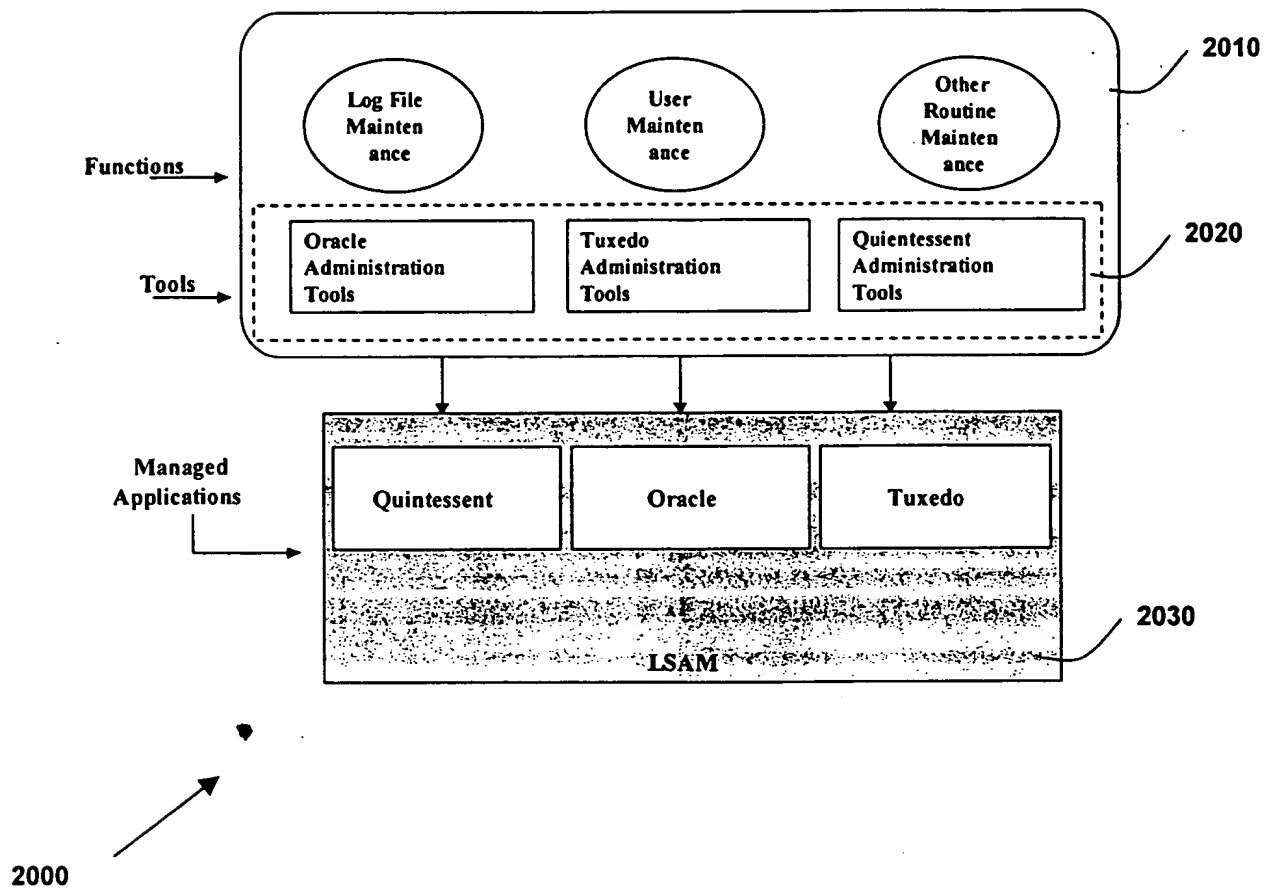 2010
Log File
Mainten
ance
User
Mainten
ance
Other
Routine
Mainten
ance
Functions
2020
Oracle
Administration
Tools
Tuxedo
Administration
Tools
Quientessent
Administration
Tools
Tools
Managed
Applications
Quintessent
Oracle
Tuxedo
2030
LSAM
2000